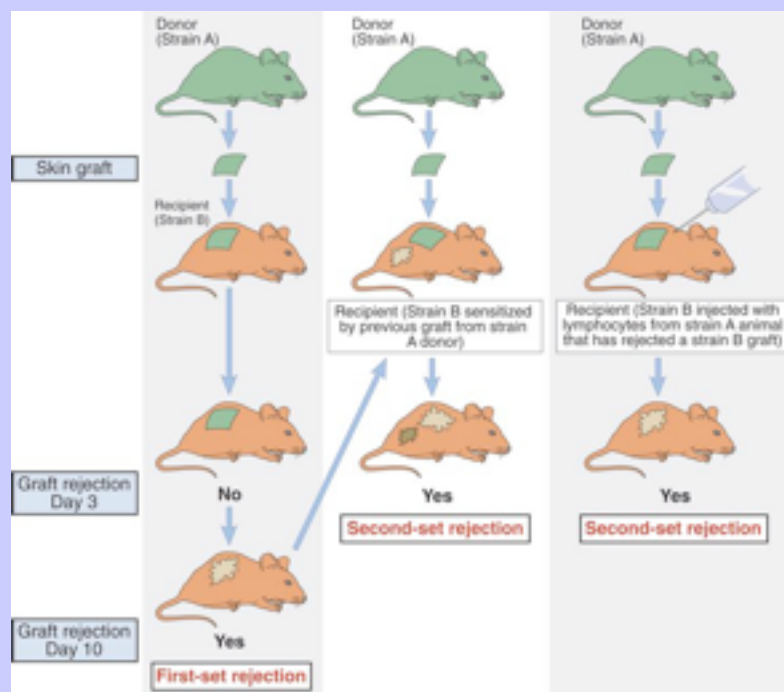 Donor
(Strain A)
Donor
(Strain A)
Donor
(Strain A)
Skin graft
Recipient
(Strain B)
Recipient (Strain B sensitized
by previous graft from strain
A donor)
Recipient (Strain B injected with
lymphocytes from strain A animal
that has rejected a strain B graft)
Graft rejection
Day 3
No
Yes
Yes
Second-set rejection
Second-set rejection
Graft rejection
Day 10
Yes
First-set rejection